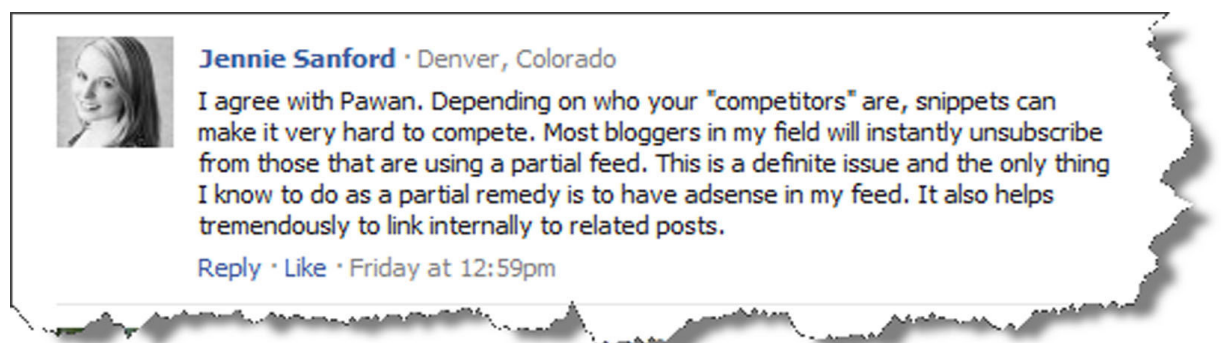 Jennie Sanford · Denver, Colorado
I agree with Pawan. Depending on who your "competitors" are, snippets can
make it very hard to compete. Most bloggers in my field will instantly unsubscribe
from those that are using a partial feed. This is a definite issue and the only thing
I know to do as a partial remedy is to have adsense in my feed. It also helps
tremendously to link internally to related posts.
Reply · Like · Friday at 12:59pm